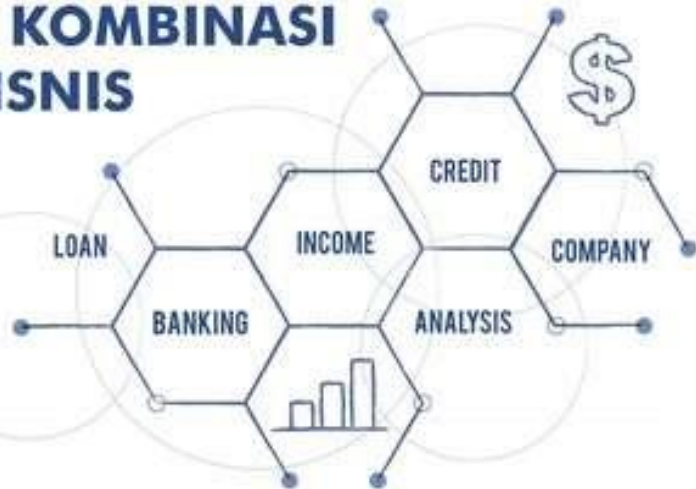 KOMBINASI
ISNIS
CREDIT
LOAN
INCOME
COMPANY
BANKING
ANALYSIS
$